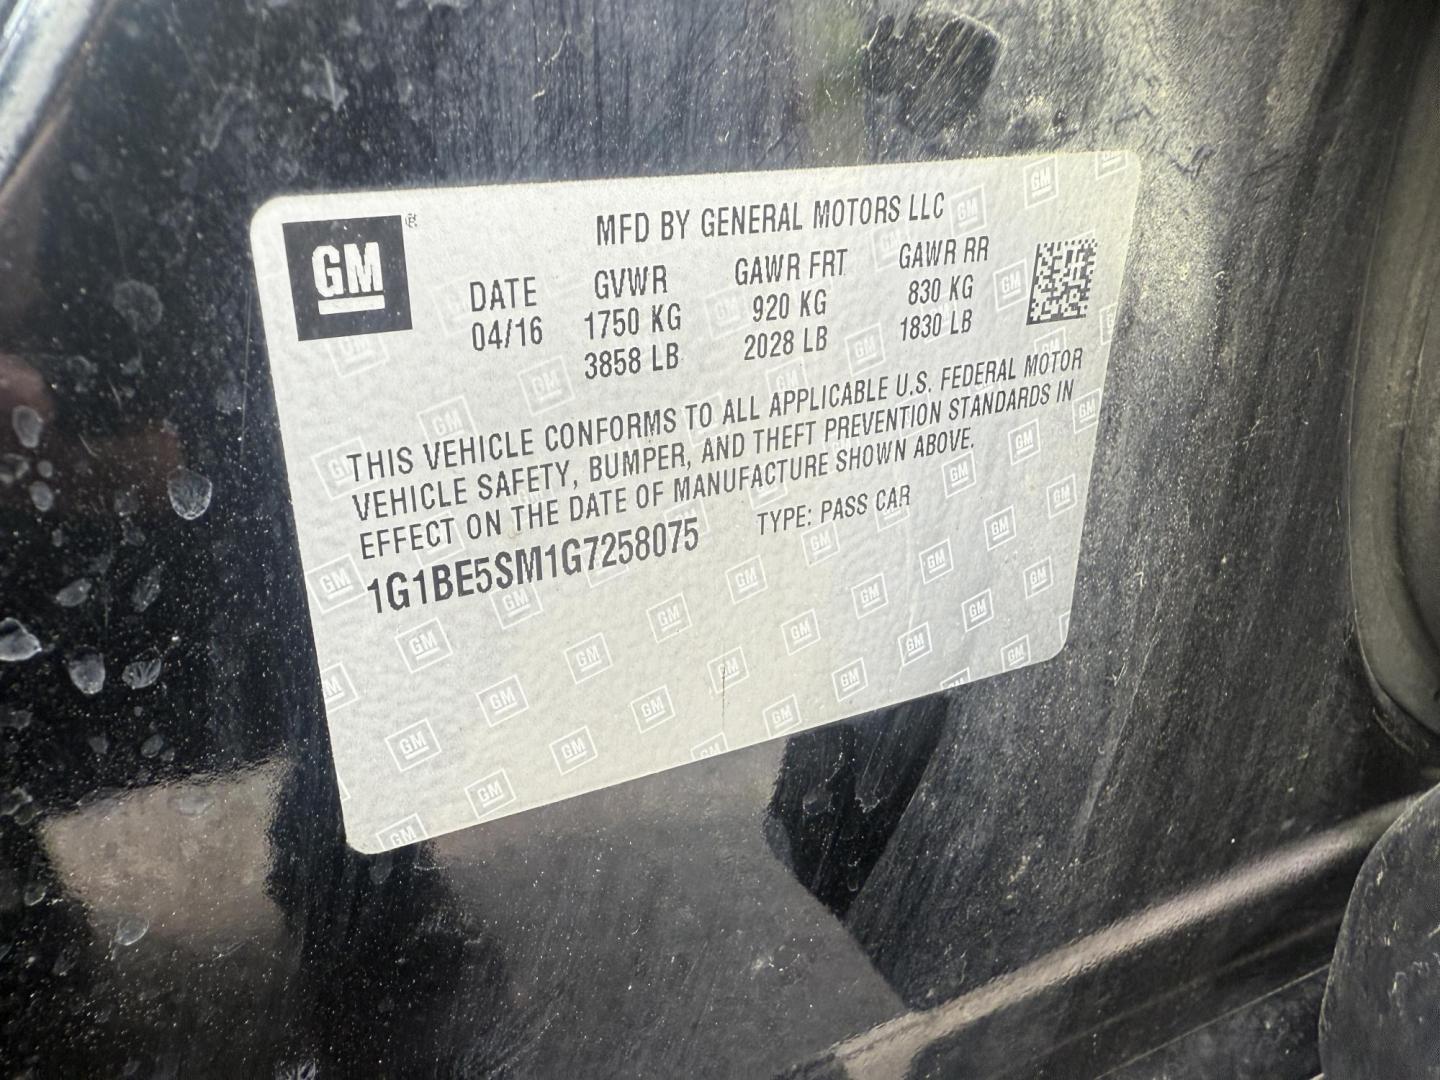 GM
MFD BY GENERAL MOTORS LLC
DATE GVWR GAWR FRT GAWR RR
04/16 1750 KG 920 KG 830 KG
3858 LB 2028 LB 1830 LB
THIS VEHICLE CONFORMS TO ALL APPLICABLE U.S. FEDERAL MOTOR
VEHICLE SAFETY, BUMPER, AND THEFT PREVENTION STANDARDS IN
EFFECT ON THE DATE OF MANUFACTURE SHOWN ABOVE.
1G1BE5SM1G7258075 TYPE: PASS CAR